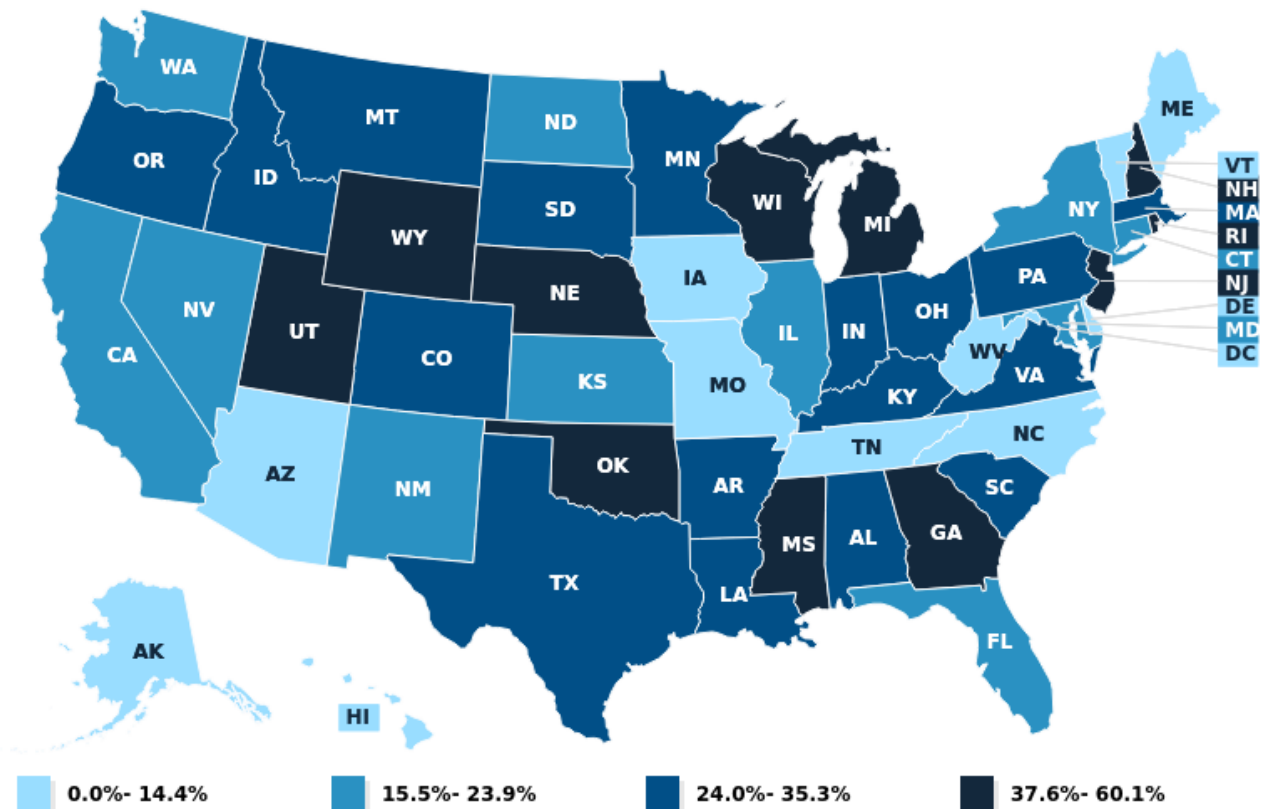 WA
ME
MT
ND
OR
MN
VT
ID
NH
WI
SD
NY
MA
MI
WY
RI
CT
PA
IA
NJ
NE
DE
NV
OH
UT
IL
IN
MD
CA
CO
WV
DC
KS
VA
MO
KY
NC
TN
OK
AZ
NM
AR
SC
GA
MS
AL
TX
LA
FL
AK
HI
0.0%- 14.4% 15.5%- 23.9% 24.0%- 35.3% 37.6%- 60.1%